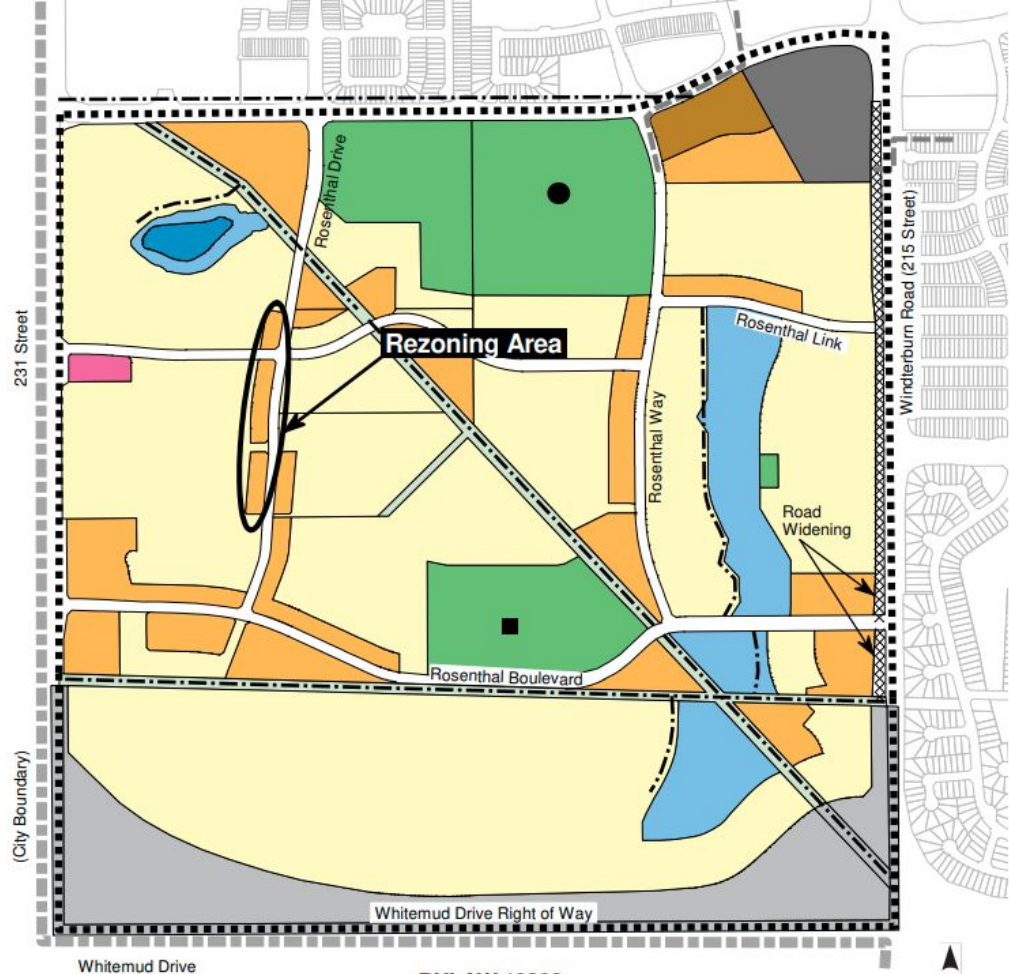 Rosenthal Drive
Windterburn Road (215 Street)
231 Street
Rosenthal Link
Rezoning Area
Rosenthal Way
Road
Widening
Rosenthal Boulevard
(City Boundary)
Whitemud Drive Right of Way
Whitemud Drive